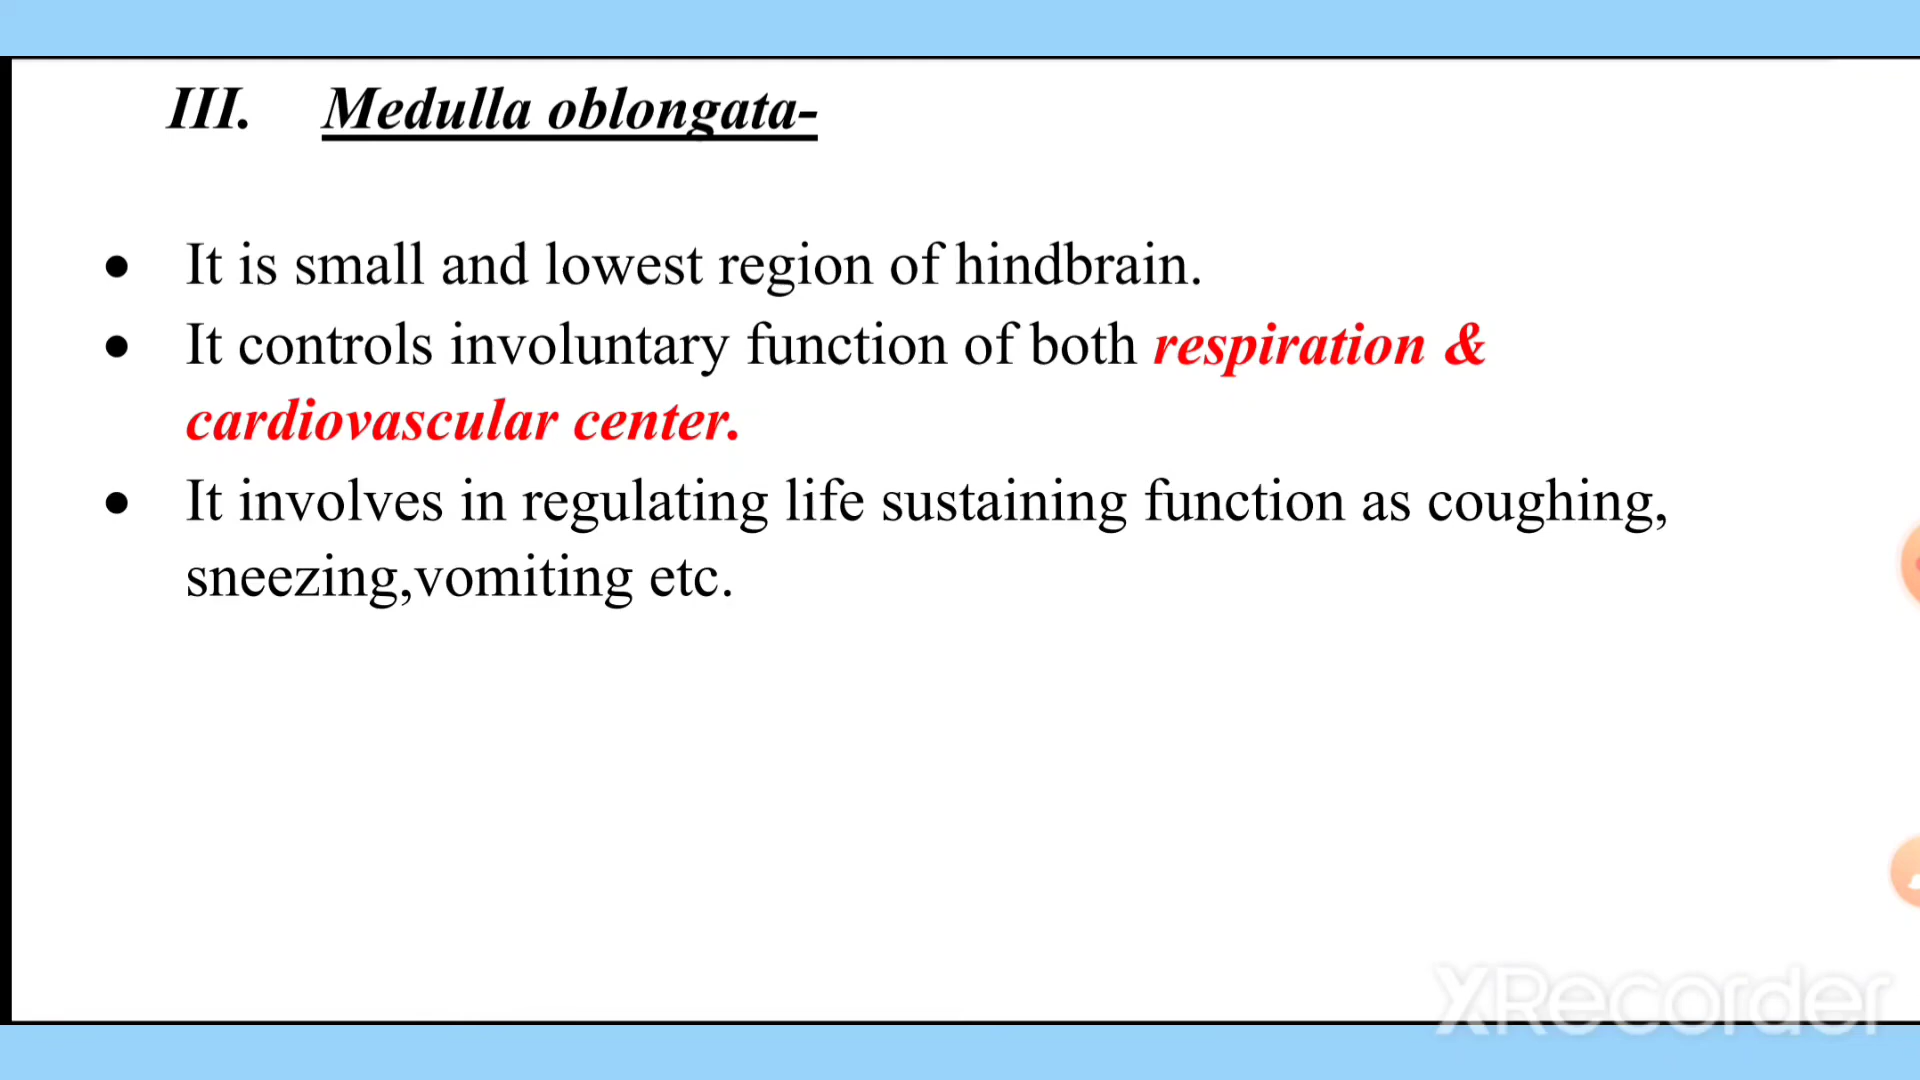 III. Medulla oblongata-
• It is small and lowest region of hindbrain.
• It controls involuntary function of both respiration &
cardiovascular center.
• It involves in regulating life sustaining function as coughing,
sneezing,vomiting etc.
XRecorder